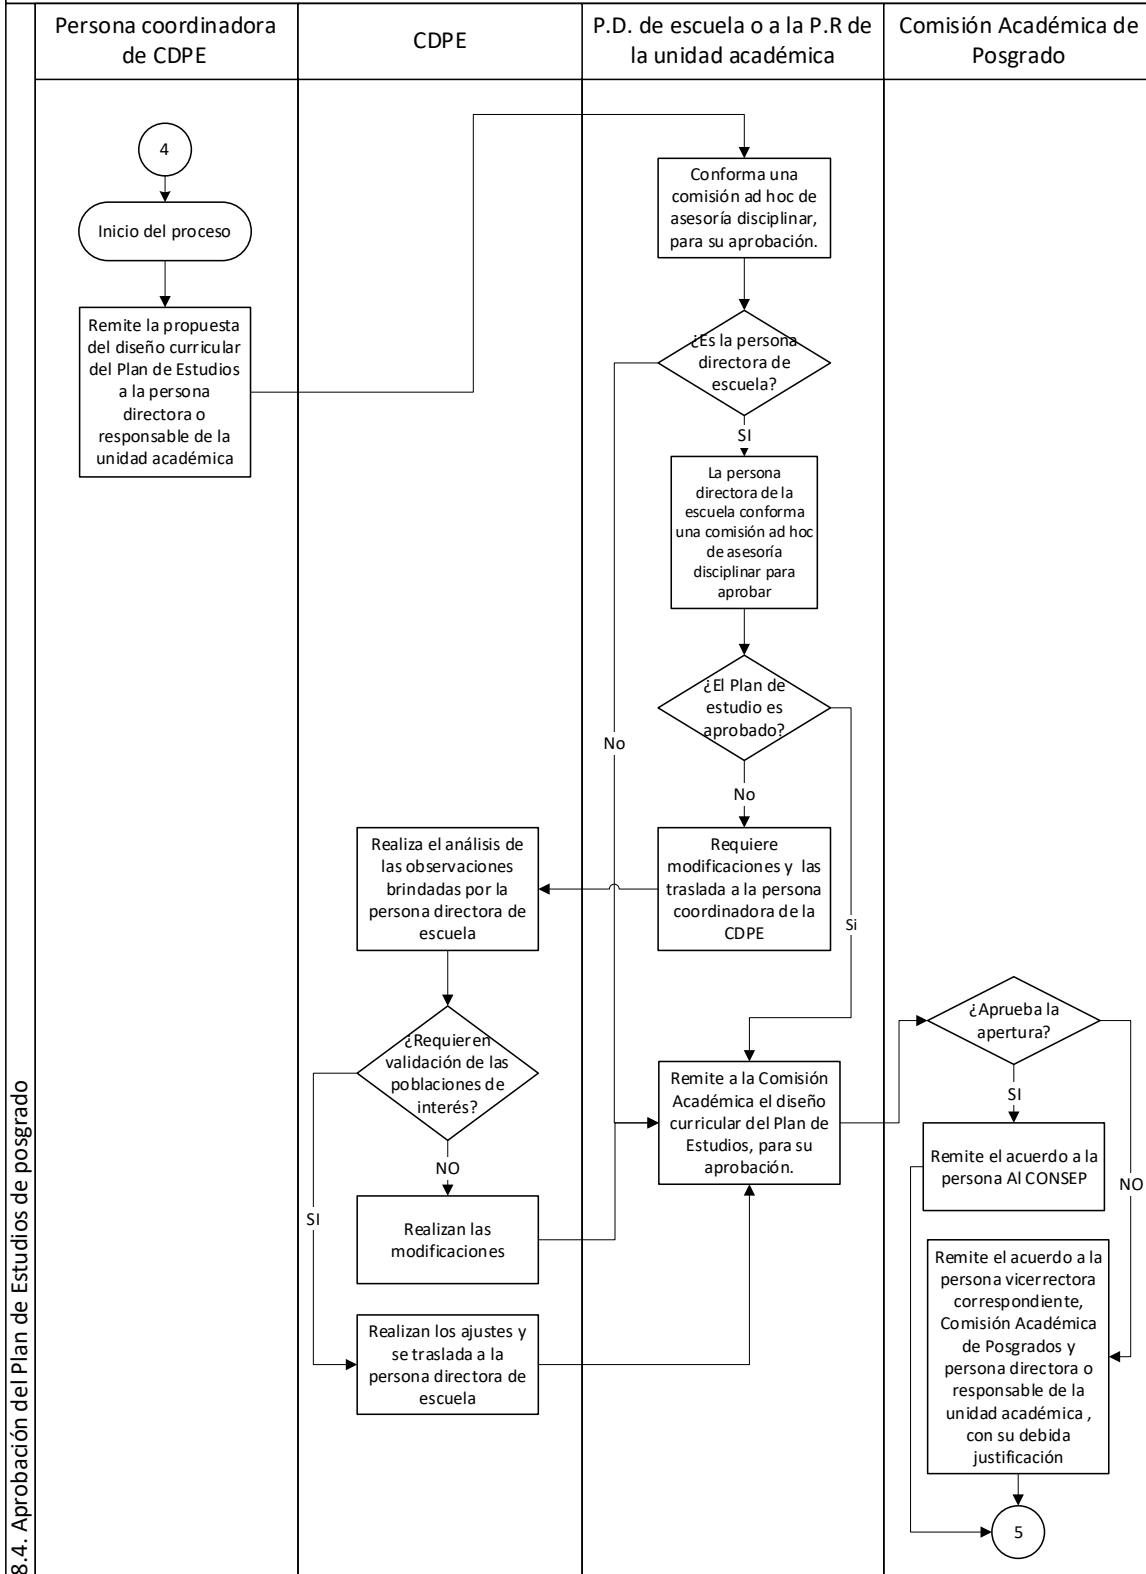 8.4. Aprobación del Plan de Estudios de posgrado
Persona coordinadora
de CDPE
CDPE
P.D. de escuela o a la P.R de
la unidad académica
Comisión Académica de
Posgrado
4
Inicio del proceso
Remite la propuesta
del diseño curricular
del Plan de Estudios
a la persona
directora o
responsable de la
unidad académica
Conforma una
comisión ad hoc de
asesoría disciplinar,
para su aprobación.
¿Es la persona
directora de
escuela?
SI
No
La persona
directora de la
escuela conforma
una comisión ad hoc
de asesoría
disciplinar para
aprobar
¿El Plan de
estudio es
aprobado?
No
Si
Requiere
modificaciones y las
traslada a la persona
coordinadora de la
CDPE
Realiza el análisis de
las observaciones
brindadas por la
persona directora de
escuela
¿Requieren
validación de las
poblaciones de
interés?
NO
SI
Realizan las
modificaciones
Realizan los ajustes y
se traslada a la
persona directora de
escuela
Remite a la Comisión
Académica el diseño
curricular del Plan de
Estudios, para su
aprobación.
¿Aprueba la
apertura?
SI
NO
Remite el acuerdo a la
persona Al CONSEP
Remite el acuerdo a la
persona vicerrectora
correspondiente,
Comisión Académica
de Posgrados y
persona directora o
responsable de la
unidad académica ,
con su debida
justificación
5